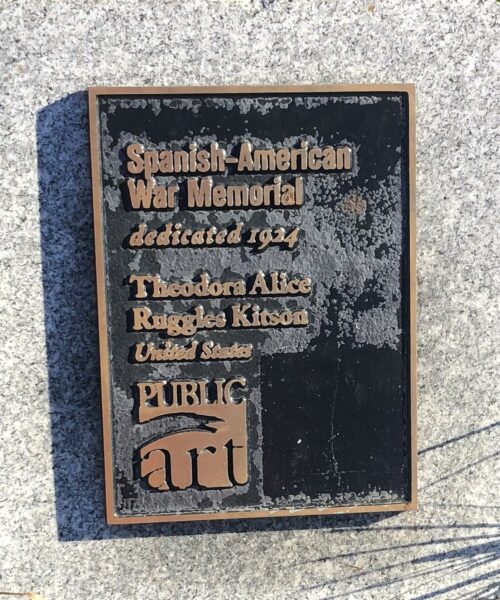 Spanish-American
War Memorial
dedicated 1924
Theodora Alice
Ruggles Kitson
United States
PUBLIC
art